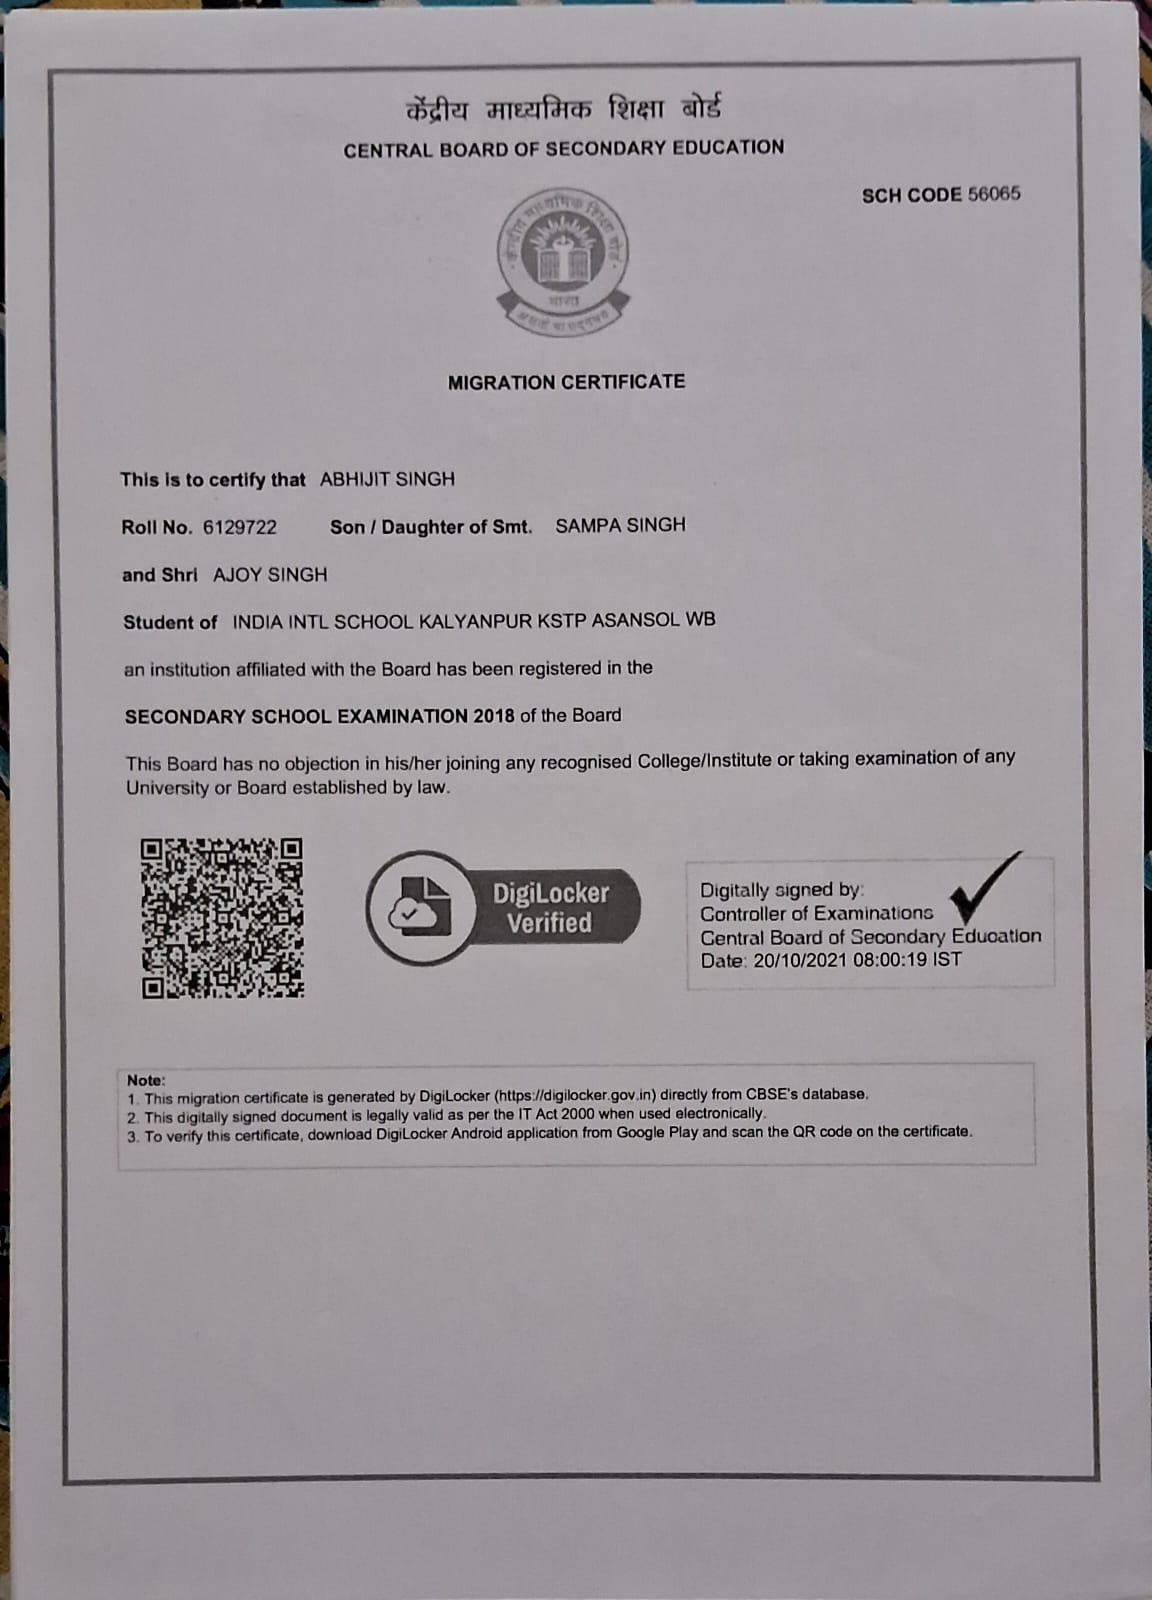 केंद्रीय माध्यमिक शिक्षा बोर्ड
CENTRAL BOARD OF SECONDARY EDUCATION
SCH CODE 56065
केन्द्रीय माध्यमिक शिक्षा बोर्ड
भारत
असतो मा सद्गमय
MIGRATION CERTIFICATE
This is to certify that ABHIJIT SINGH
Roll No. 6129722 Son / Daughter of Smt. SAMPA SINGH
and Shri AJOY SINGH
Student of INDIA INTL SCHOOL KALYANPUR KSTP ASANSOL WB
an institution affiliated with the Board has been registered in the
SECONDARY SCHOOL EXAMINATION 2018 of the Board
This Board has no objection in his/her joining any recognised College/Institute or taking examination of any
University or Board established by law.
DigiLocker
Verified
Digitally signed by:
Controller of Examinations
Central Board of Secondary Education
Date: 20/10/2021 08:00:19 IST
Note:
1. This migration certificate is generated by DigiLocker (https://digilocker.gov.in) directly from CBSE's database.
2. This digitally signed document is legally valid as per the IT Act 2000 when used electronically.
3. To verify this certificate, download DigiLocker Android application from Google Play and scan the QR code on the certificate.